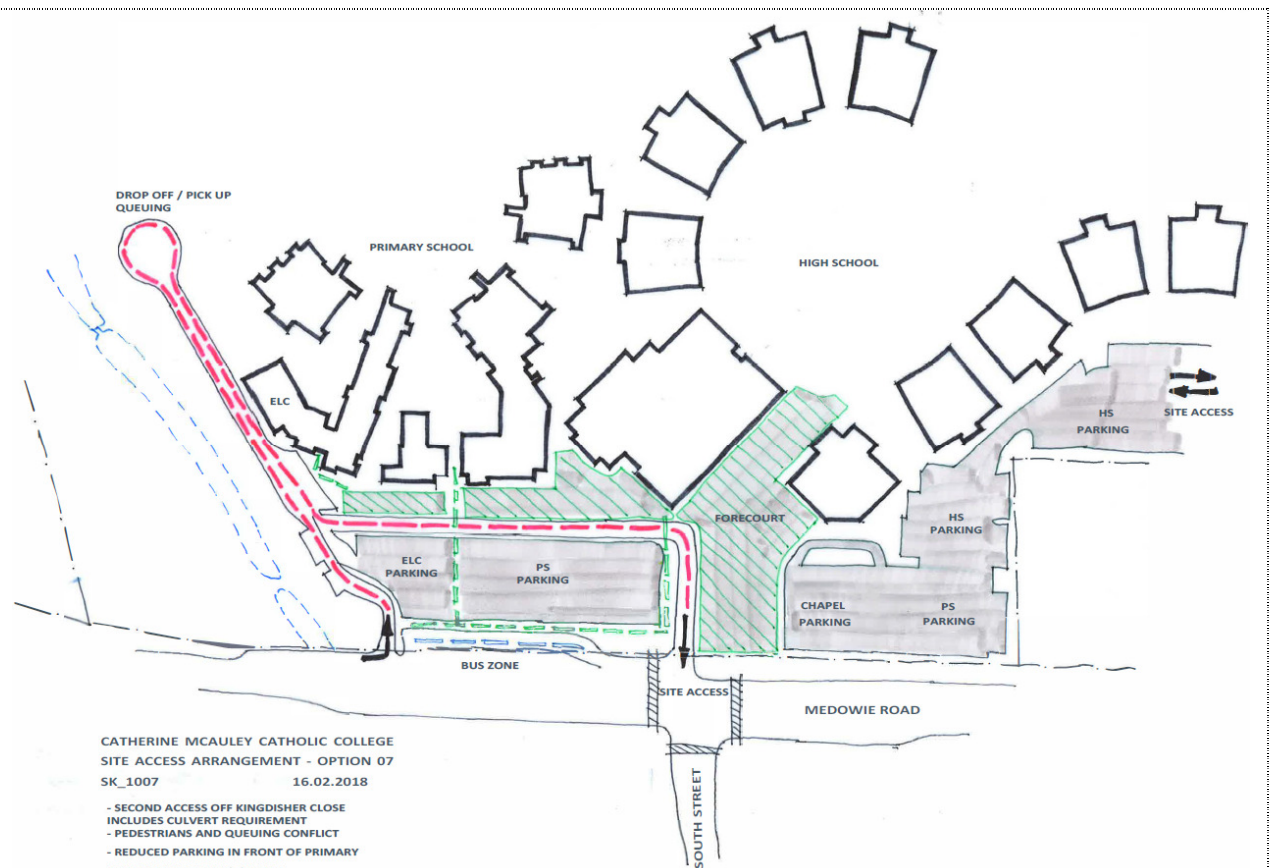 DROP OFF / PICK UP
QUEUING
PRIMARY SCHOOL
HIGH SCHOOL
ELC
HS
PARKING
SITE ACCESS
FORECOURT
HS
PARKING
ELC
PARKING
PS
PARKING
CHAPEL
PARKING
PS
PARKING
BUS ZONE
SITE ACCESS
MEDOWIE ROAD
SOUTH STREET
CATHERINE MCAULEY CATHOLIC COLLEGE
SITE ACCESS ARRANGEMENT - OPTION 07
SK_1007 16.02.2018
- SECOND ACCESS OFF KINGDISHER CLOSE
INCLUDES CULVERT REQUIREMENT
- PEDESTRIANS AND QUEUING CONFLICT
- REDUCED PARKING IN FRONT OF PRIMARY